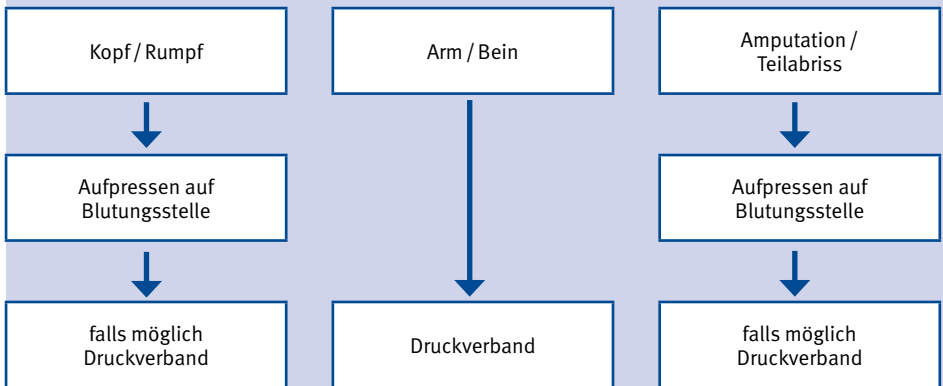 Kopf / Rumpf
Arm / Bein
Amputation /
Teilabriss
Aufpressen auf
Blutungsstelle
Aufpressen auf
Blutungsstelle
falls möglich
Druckverband
Druckverband
falls möglich
Druckverband